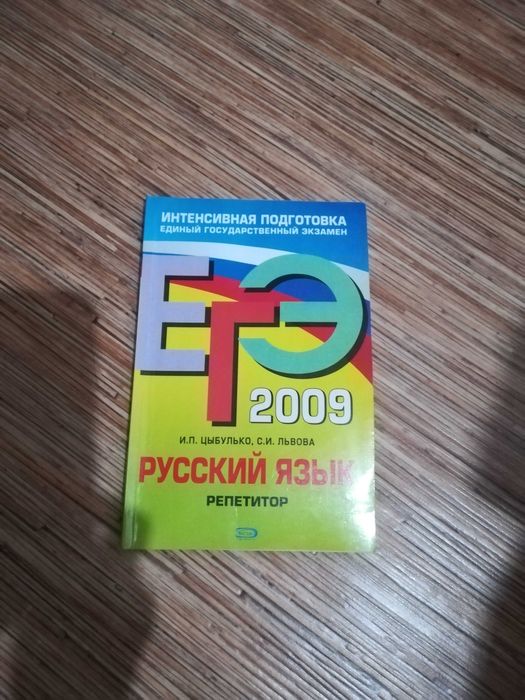 ИНТЕНСИВНАЯ ПОДГОТОВКА
ЕДИНЫЙ ГОСУДАРСТВЕННЫЙ ЭКЗАМЕН
ЕГЭ
2009
И.П. ЦЫБУЛЬКО, С.И. ЛЬВОВА
РУССКИЙ ЯЗЫК
РЕПЕТИТОР